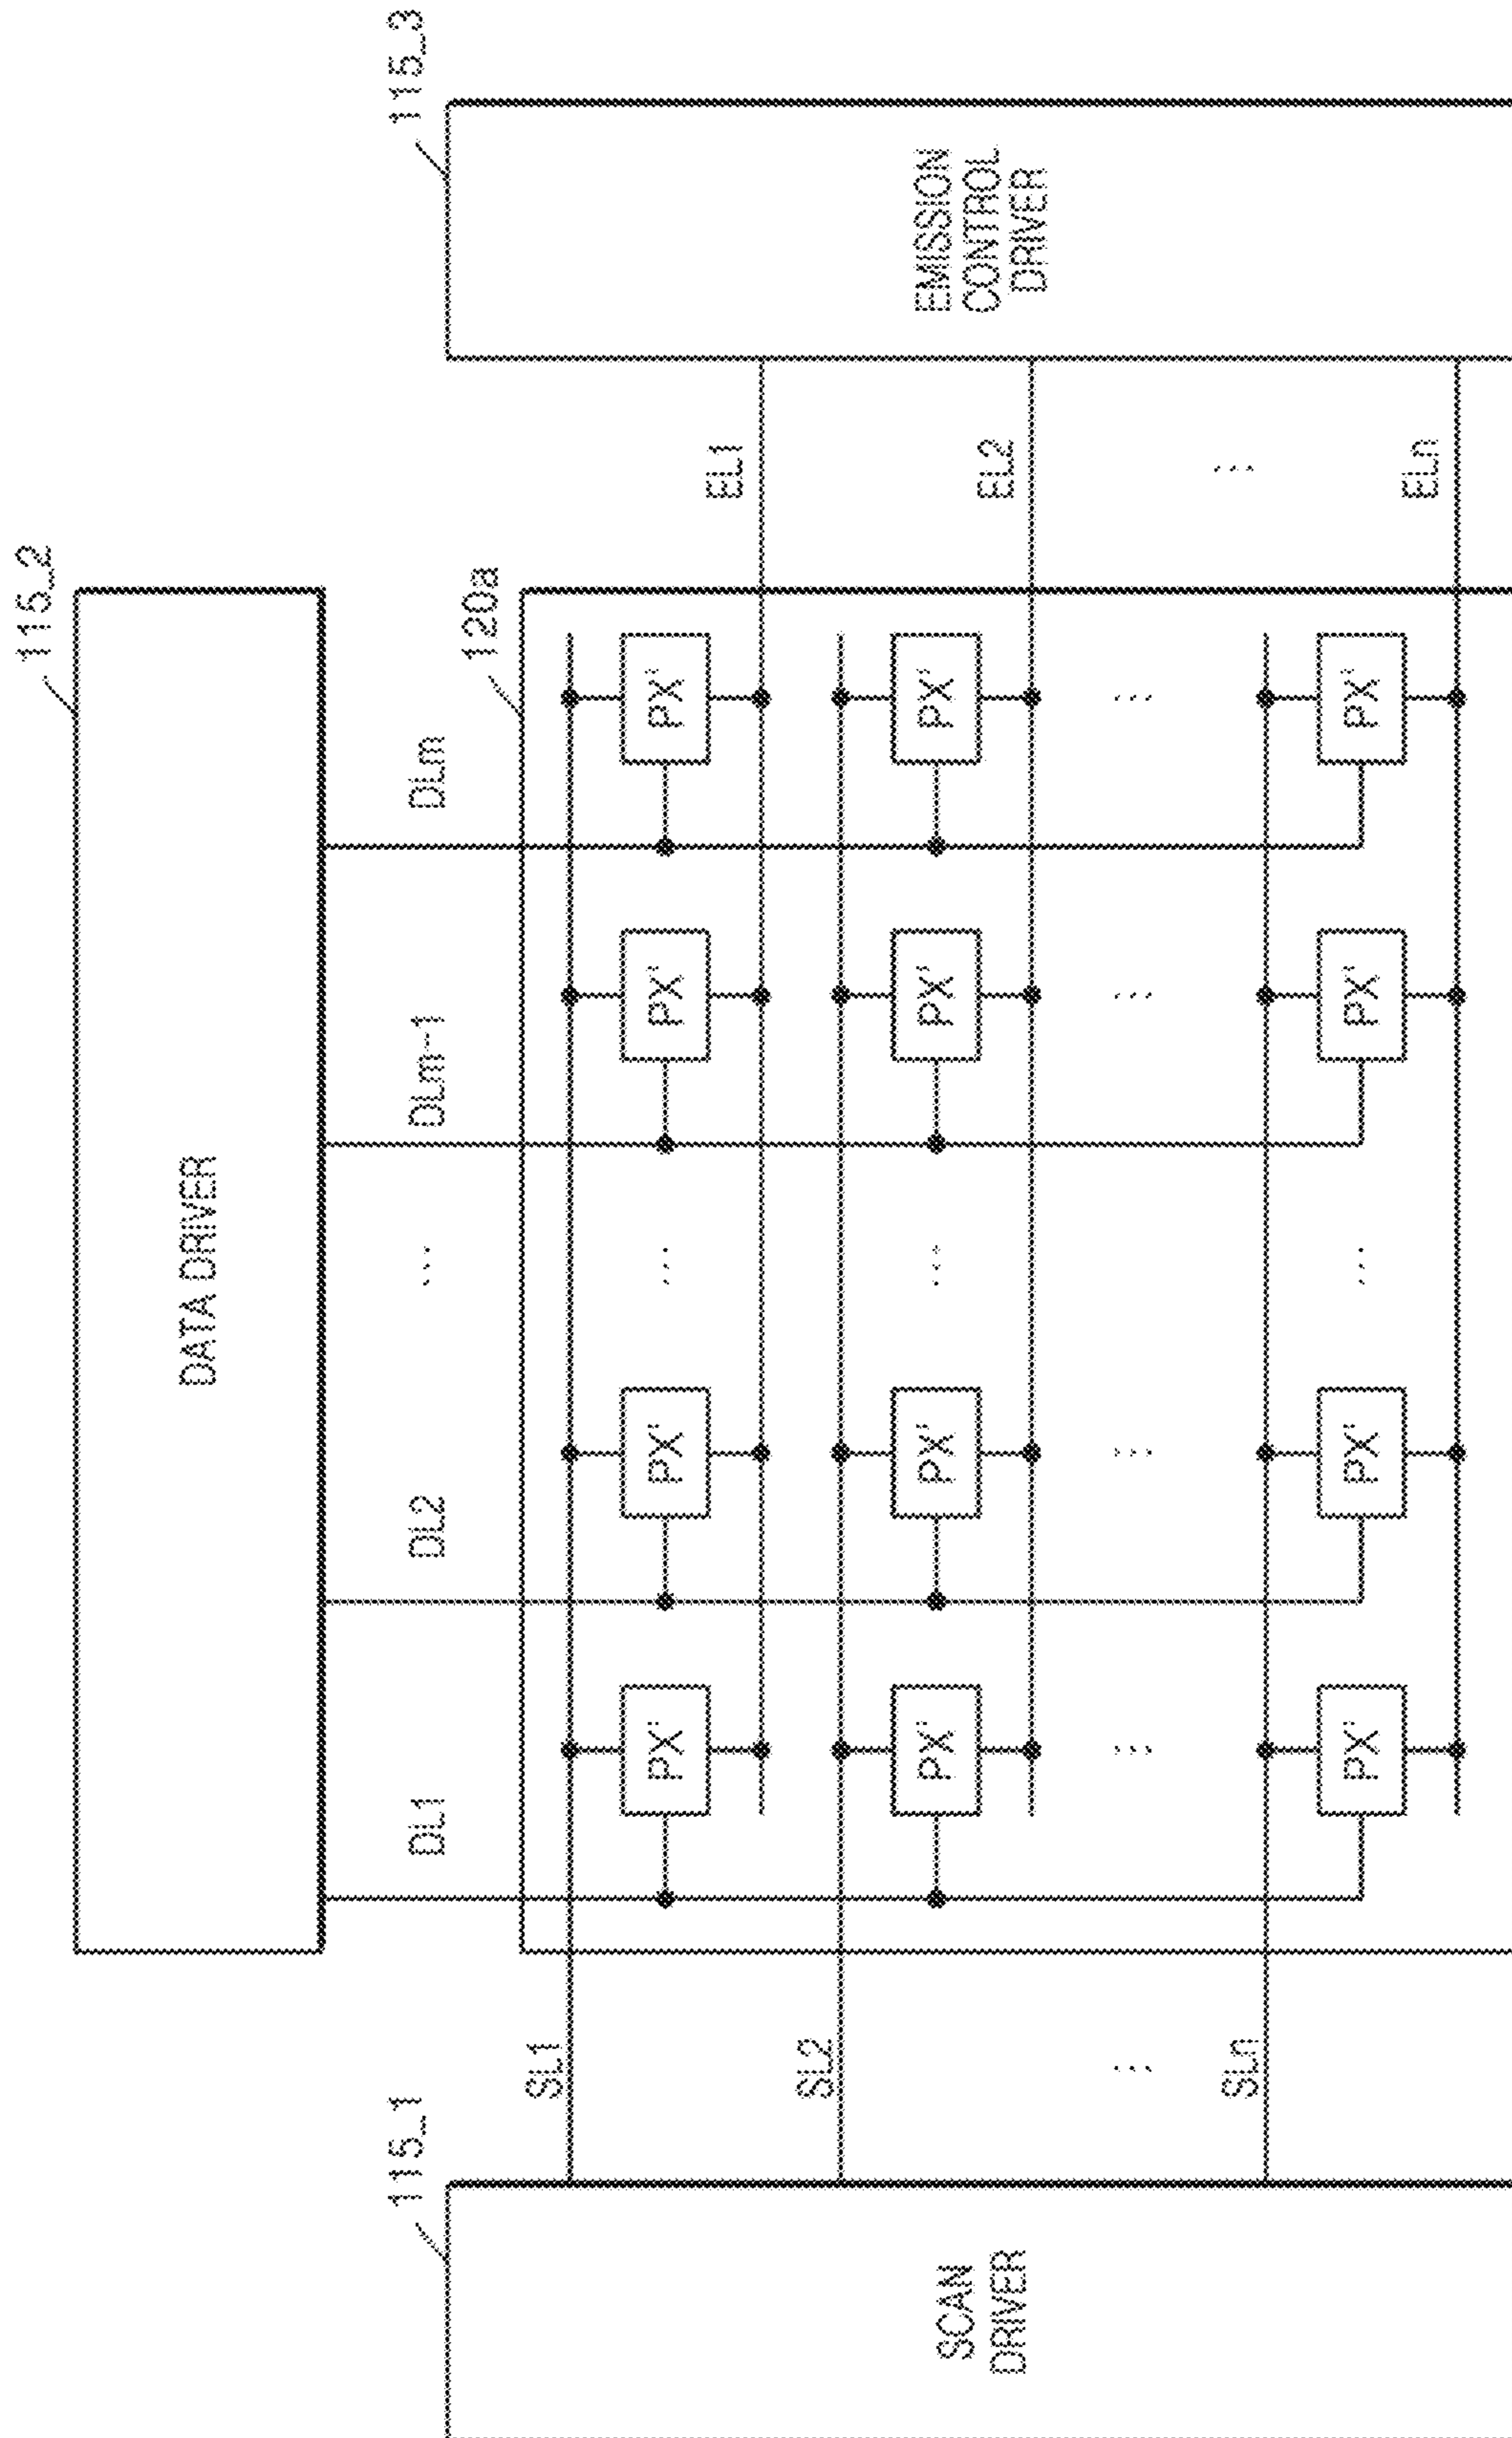 115_2
DATA DRIVER
115_1
115_3
DL1
DL2
...
DLm-1
DLm
120a
SL1
PX'
PX'
...
PX'
PX'
EL1
SL2
PX'
PX'
...
PX'
PX'
EL2
SCAN
DRIVER
EMISSION
CONTROL
DRIVER
SLn
PX'
PX'
...
PX'
PX'
ELn